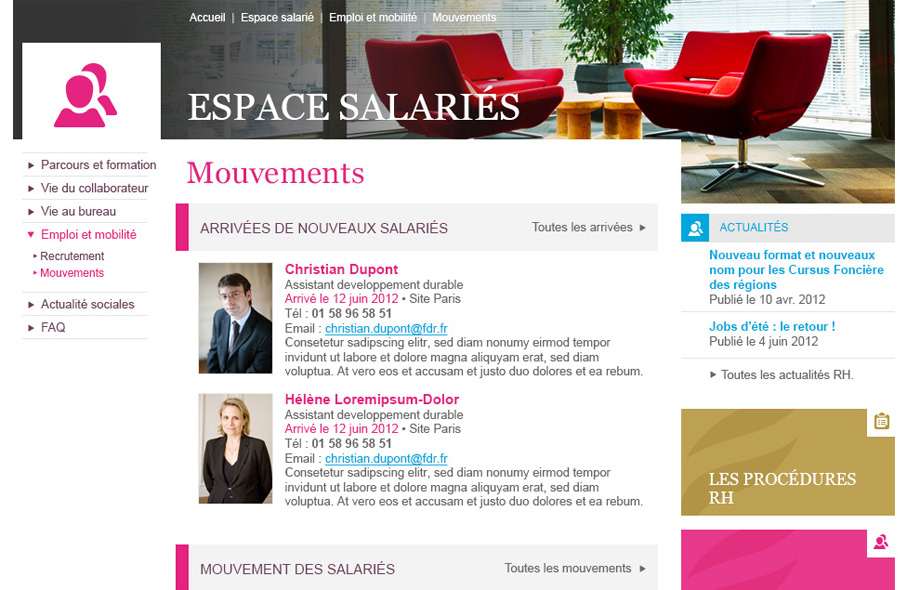 Accueil | Espace salarié | Emploi et mobilité | Mouvements
ESPACE SALARIÉS
Parcours et formation
Vie du collaborateur
Vie au bureau
Emploi et mobilité
Recrutement
Mouvements
Actualité sociales
FAQ
Mouvements
ARRIVÉES DE NOUVEAUX SALARIÉS
Toutes les arrivées
Christian Dupont
Assistant developpement durable
Arrivé le 12 juin 2012 • Site Paris
Tél : 01 58 96 58 51
Email : christian.dupont@fdr.fr
Consetetur sadipscing elitr, sed diam nonumy eirmod tempor
invidunt ut labore et dolore magna aliquyam erat, sed diam
voluptua. At vero eos et accusam et justo duo dolores et ea rebum.
Hélène Loremipsum-Dolor
Assistant developpement durable
Arrivé le 12 juin 2012 • Site Paris
Tél : 01 58 96 58 51
Email : christian.dupont@fdr.fr
Consetetur sadipscing elitr, sed diam nonumy eirmod tempor
invidunt ut labore et dolore magna aliquyam erat, sed diam
voluptua. At vero eos et accusam et justo duo dolores et ea rebum.
MOUVEMENT DES SALARIÉS
Toutes les mouvements
ACTUALITÉS
Nouveau format et nouveaux
nom pour les Cursus Foncière
des régions
Publié le 10 avr. 2012
Jobs d'été : le retour !
Publié le 4 juin 2012
Toutes les actualités RH.
LES PROCÉDURES
RH